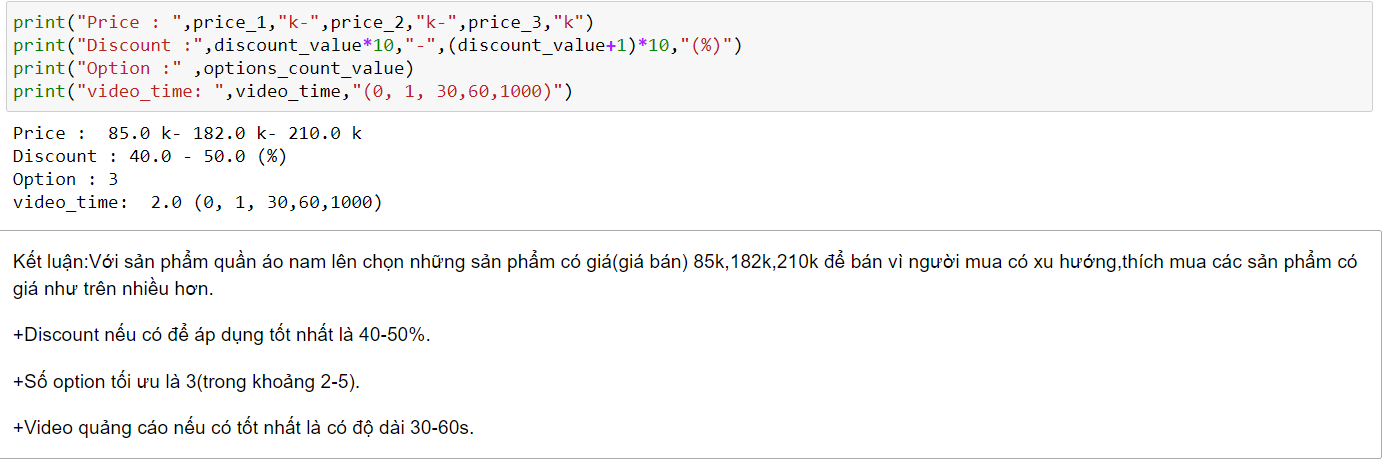 print("Price : ",price_1,"k-",price_2,"k-",price_3,"k")
print("Discount :",discount_value*10,"-",(discount_value+1)*10,"(%)")
print("Option :" ,options_count_value)
print("video_time: ",video_time,"(0, 1, 30,60,1000)")
Price :  85.0 k- 182.0 k- 210.0 k
Discount : 40.0 - 50.0 (%)
Option : 3
video_time:  2.0 (0, 1, 30,60,1000)
Kết luận:Với sản phẩm quần áo nam lên chọn những sản phẩm có giá(giá bán) 85k,182k,210k để bán vì người mua có xu hướng,thích mua các sản phẩm có
giá như trên nhiều hơn.
+Discount nếu có để áp dụng tốt nhất là 40-50%.
+Số option tối ưu là 3(trong khoảng 2-5).
+Video quảng cáo nếu có tốt nhất là có độ dài 30-60s.